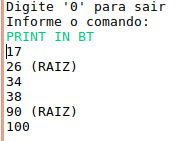 Digite '0' para sair
Informe o comando:
PRINT IN BT
17
26 (RAIZ)
34
38
90 (RAIZ)
100